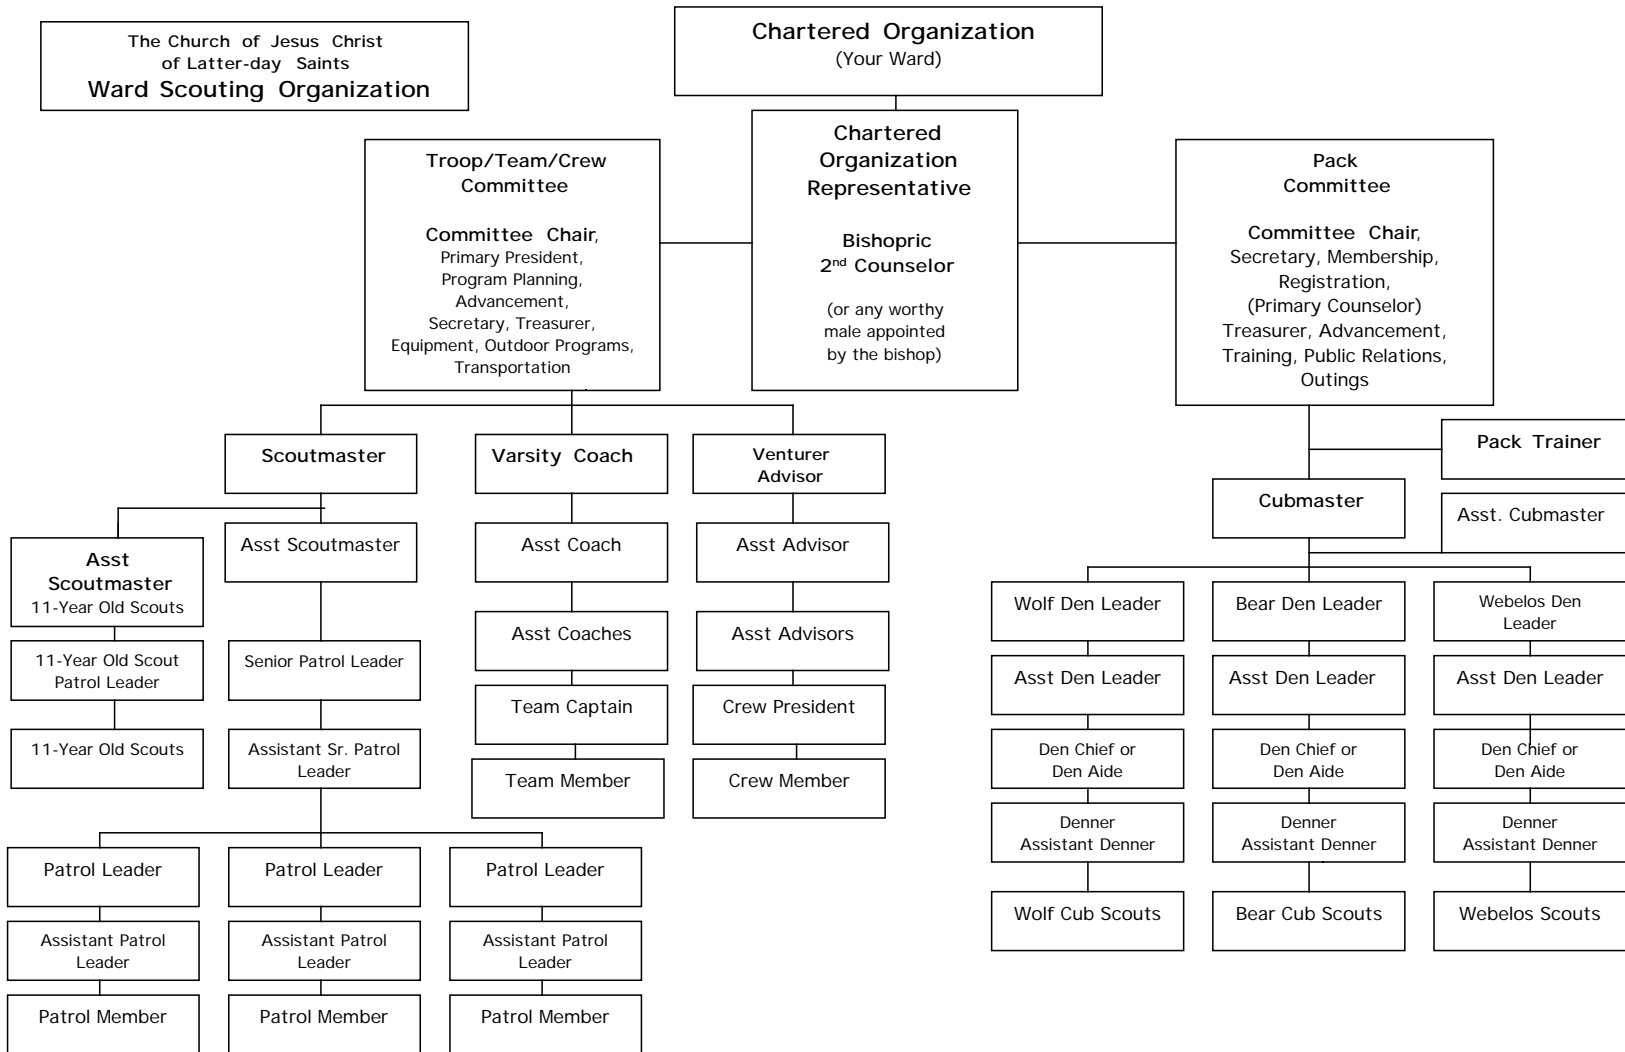 The Church of Jesus Christ
of Latter-day Saints
Ward Scouting Organization
Chartered Organization
(Your Ward)
Chartered
Organization
Representative
Bishopric
2nd Counselor
(or any worthy
male appointed
by the bishop)
Troop/Team/Crew
Committee
Committee Chair,
Primary President,
Program Planning,
Advancement,
Secretary, Treasurer,
Equipment, Outdoor Programs,
Transportation
Pack
Committee
Committee Chair,
Secretary, Membership,
Registration,
(Primary Counselor)
Treasurer, Advancement,
Training, Public Relations,
Outings
Scoutmaster
Varsity Coach
Venturer
Advisor
Pack Trainer
Cubmaster
Asst. Cubmaster
Asst
Scoutmaster
11-Year Old Scouts
Asst Scoutmaster
Asst Coach
Asst Advisor
Wolf Den Leader
Bear Den Leader
Webelos Den
Leader
11-Year Old Scout
Patrol Leader
Senior Patrol Leader
Asst Coaches
Asst Advisors
Asst Den Leader
Asst Den Leader
Asst Den Leader
11-Year Old Scouts
Assistant Sr. Patrol
Leader
Team Captain
Crew President
Den Chief or
Den Aide
Den Chief or
Den Aide
Den Chief or
Den Aide
Team Member
Crew Member
Denner
Assistant Denner
Denner
Assistant Denner
Denner
Assistant Denner
Patrol Leader
Patrol Leader
Patrol Leader
Wolf Cub Scouts
Bear Cub Scouts
Webelos Scouts
Assistant Patrol
Leader
Assistant Patrol
Leader
Assistant Patrol
Leader
Patrol Member
Patrol Member
Patrol Member